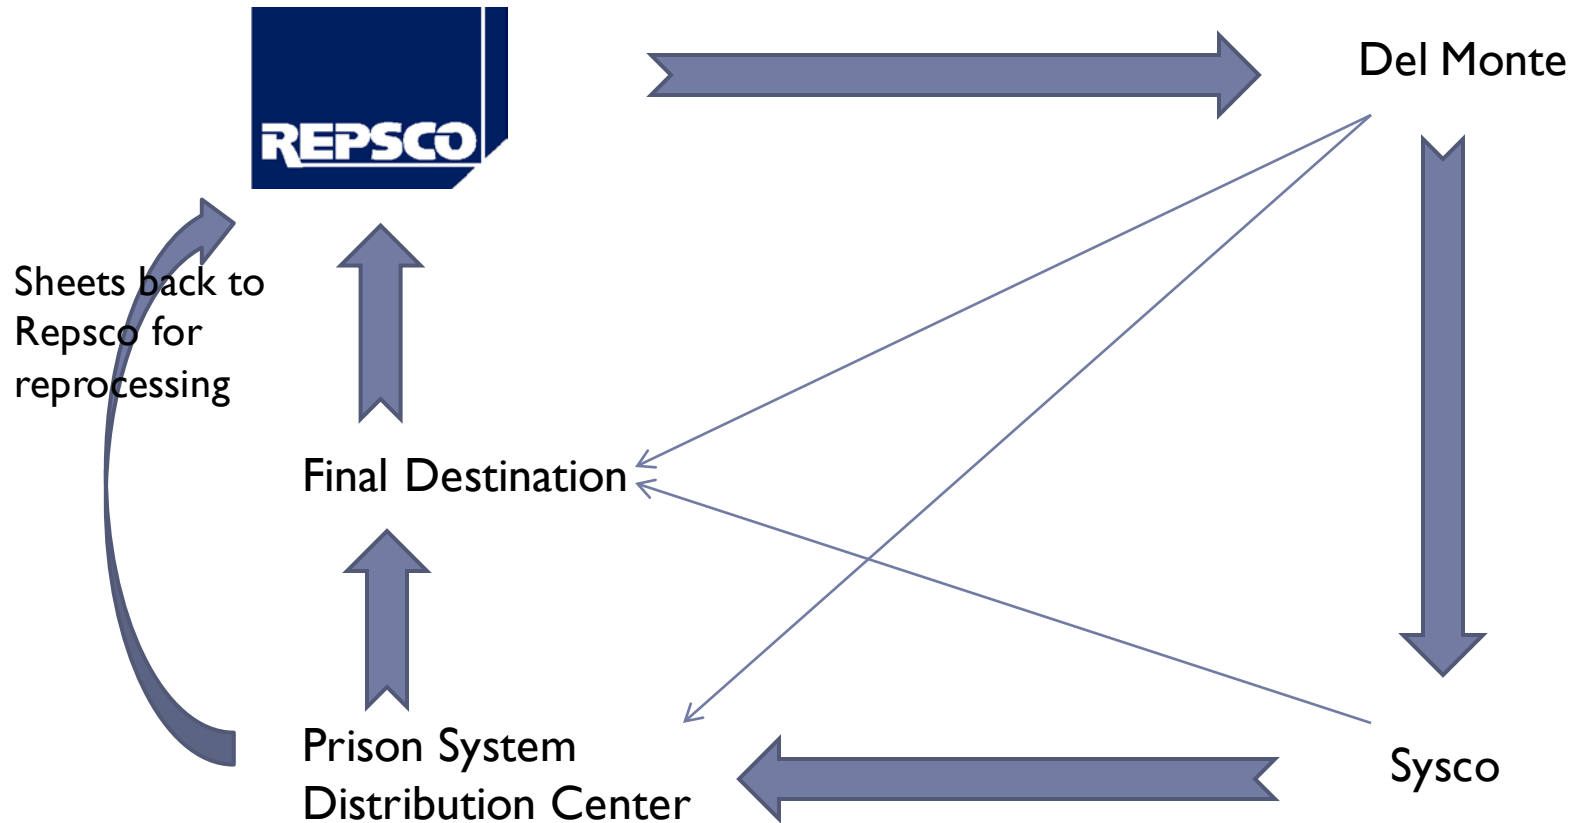 REPSCO
Del Monte
Sheets back to
Repsco for
reprocessing
Final Destination
Prison System
Distribution Center
Sysco